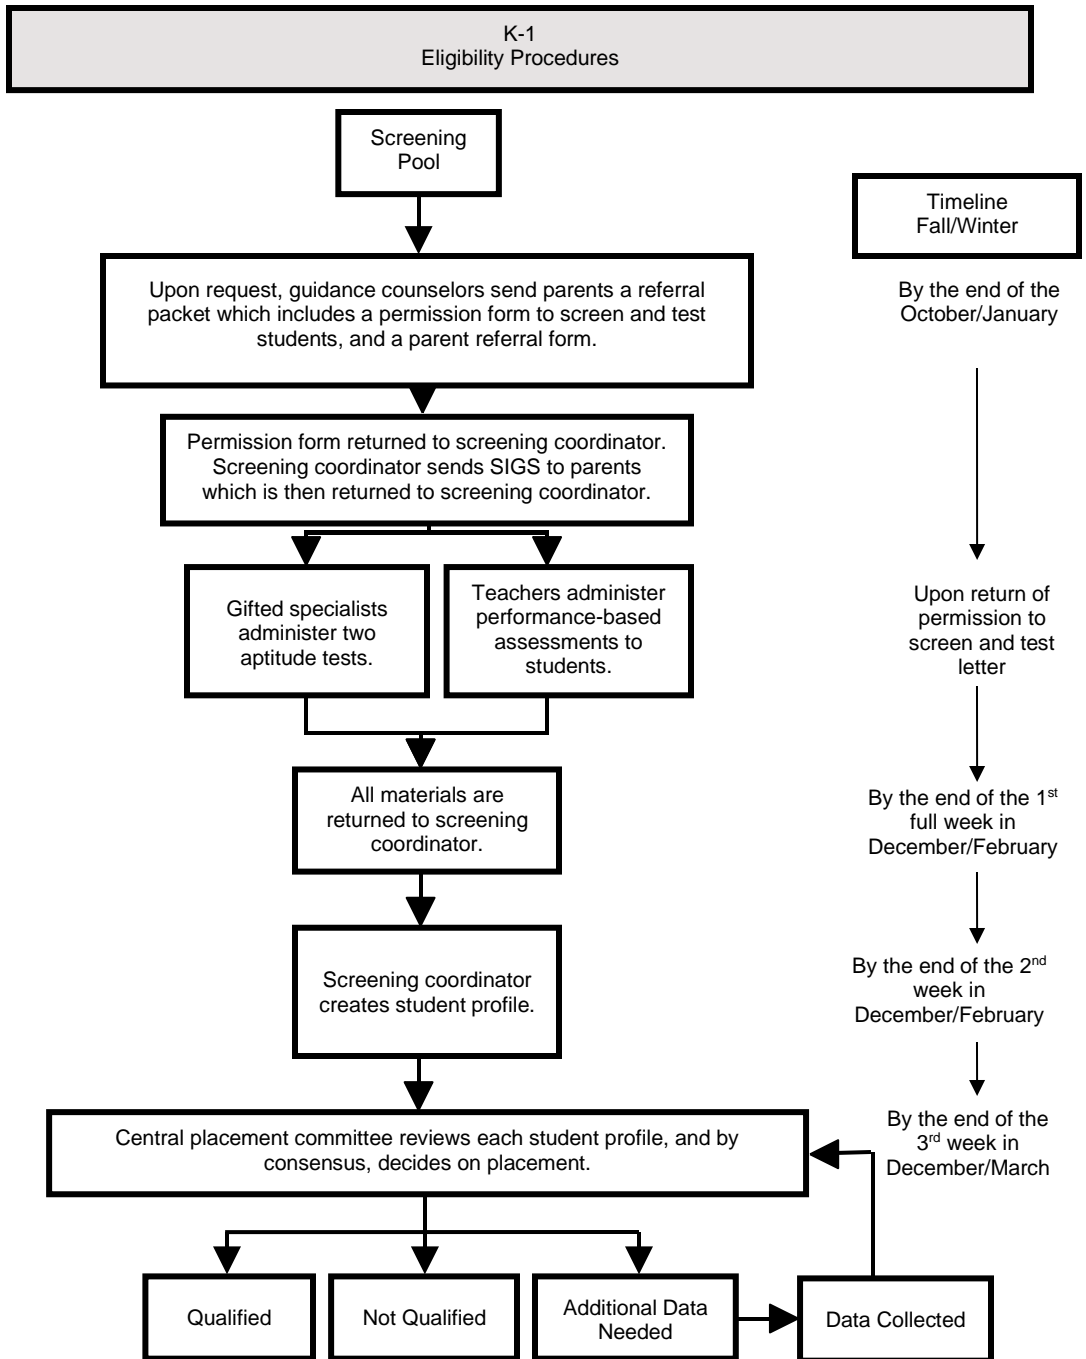 K-1
Eligibility Procedures
Screening
Pool
Timeline
Fall/Winter
Upon request, guidance counselors send parents a referral
packet which includes a permission form to screen and test
students, and a parent referral form.
By the end of the
October/January
Permission form returned to screening coordinator.
Screening coordinator sends SIGS to parents
which is then returned to screening coordinator.
Gifted specialists
administer two
aptitude tests.
Teachers administer
performance-based
assessments to
students.
Upon return of
permission to
screen and test
letter
All materials are
returned to screening
coordinator.
By the end of the 1st
full week in
December/February
Screening coordinator
creates student profile.
By the end of the 2nd
week in
December/February
Central placement committee reviews each student profile, and by
consensus, decides on placement.
By the end of the
3rd week in
December/March
Qualified
Not Qualified
Additional Data
Needed
Data Collected